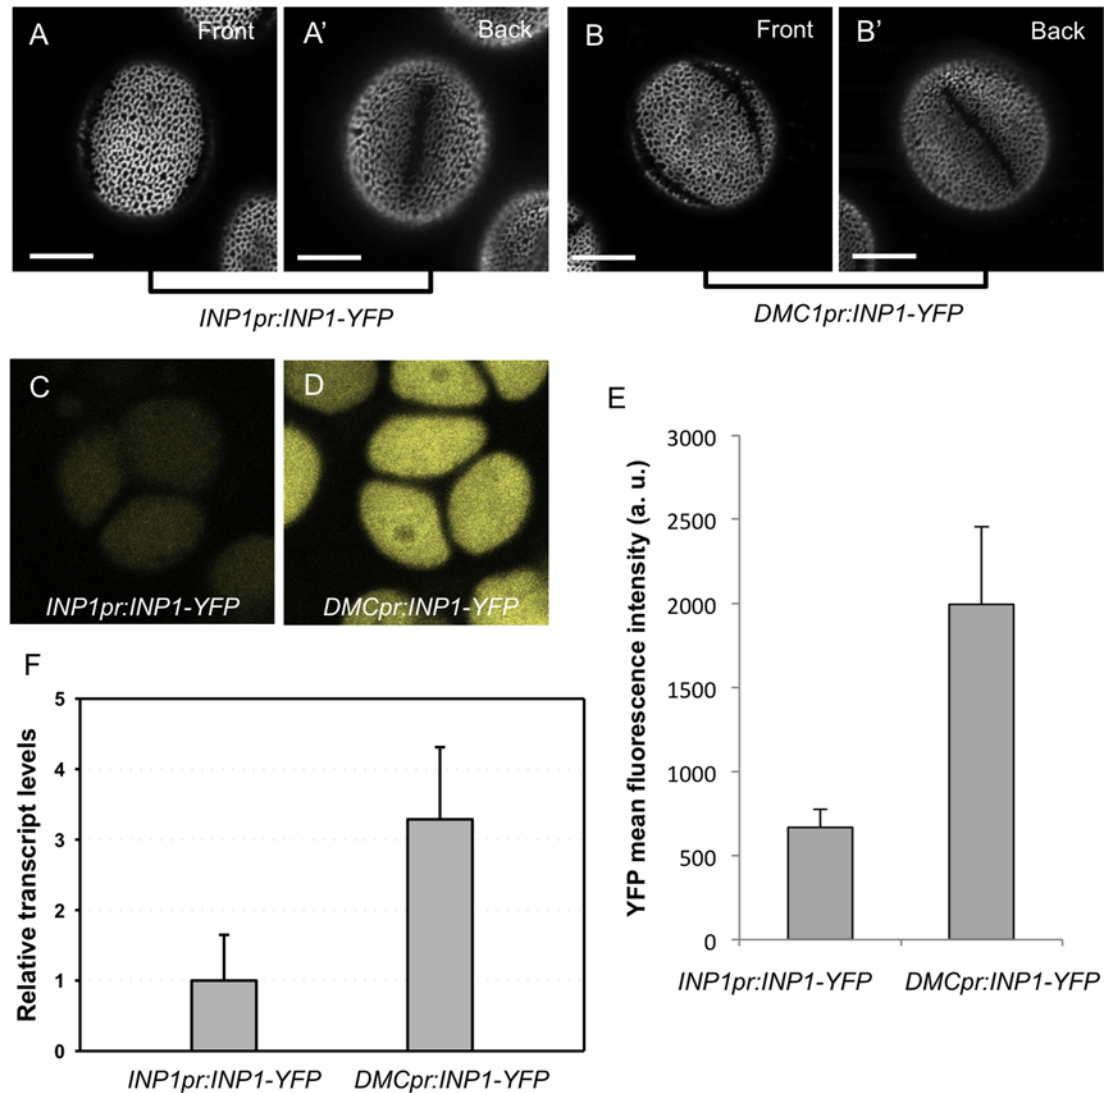 A
Front
A'
Back
B
Front
B'
Back
INP1pr:INP1-YFP
DMC1pr:INP1-YFP
C
INP1pr:INP1-YFP
D
DMCpr:INP1-YFP
E
YFP mean fluorescence intensity (a. u.)
3000
2500
2000
1500
1000
500
0
INP1pr:INP1-YFP
DMCpr:INP1-YFP
F
Relative transcript levels
5
4
3
2
1
0
INP1pr:INP1-YFP
DMCpr:INP1-YFP